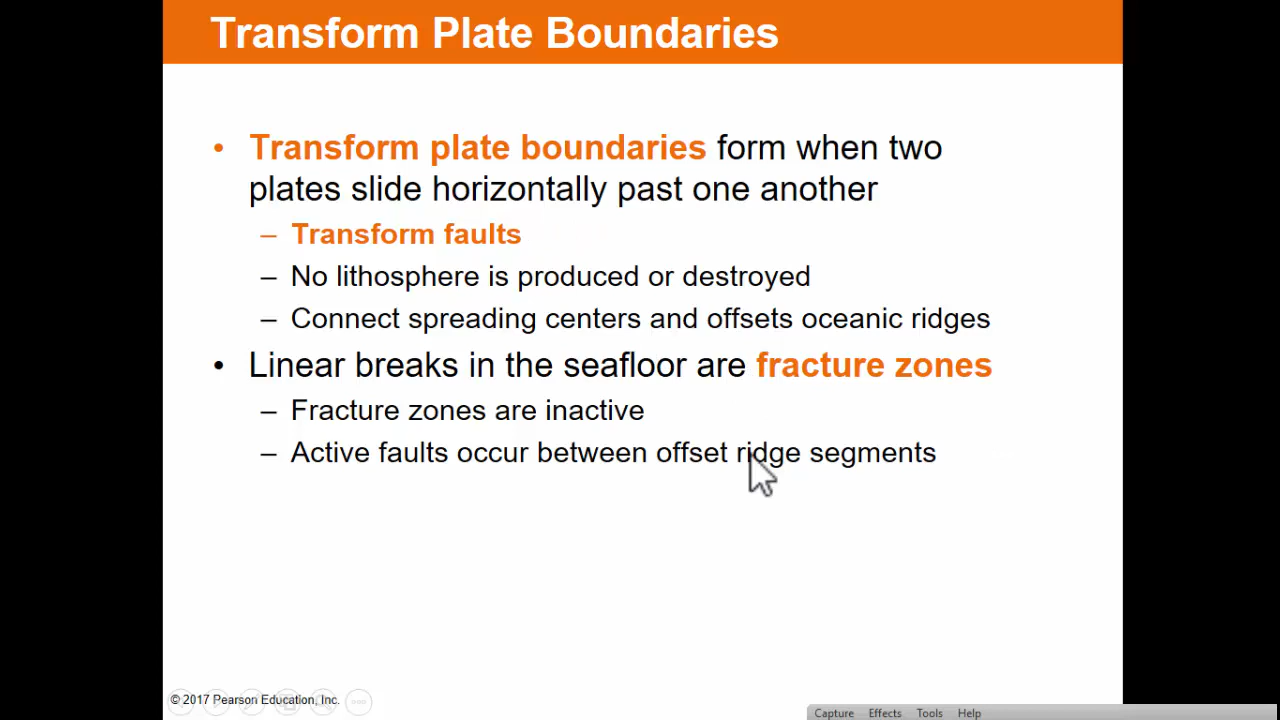 Transform Plate Boundaries
• Transform plate boundaries form when two
plates slide horizontally past one another
– Transform faults
– No lithosphere is produced or destroyed
– Connect spreading centers and offsets oceanic ridges
• Linear breaks in the seafloor are fracture zones
– Fracture zones are inactive
– Active faults occur between offset ridge segments
© 2017 Pearson Education, Inc.
Capture Effects Tools Help